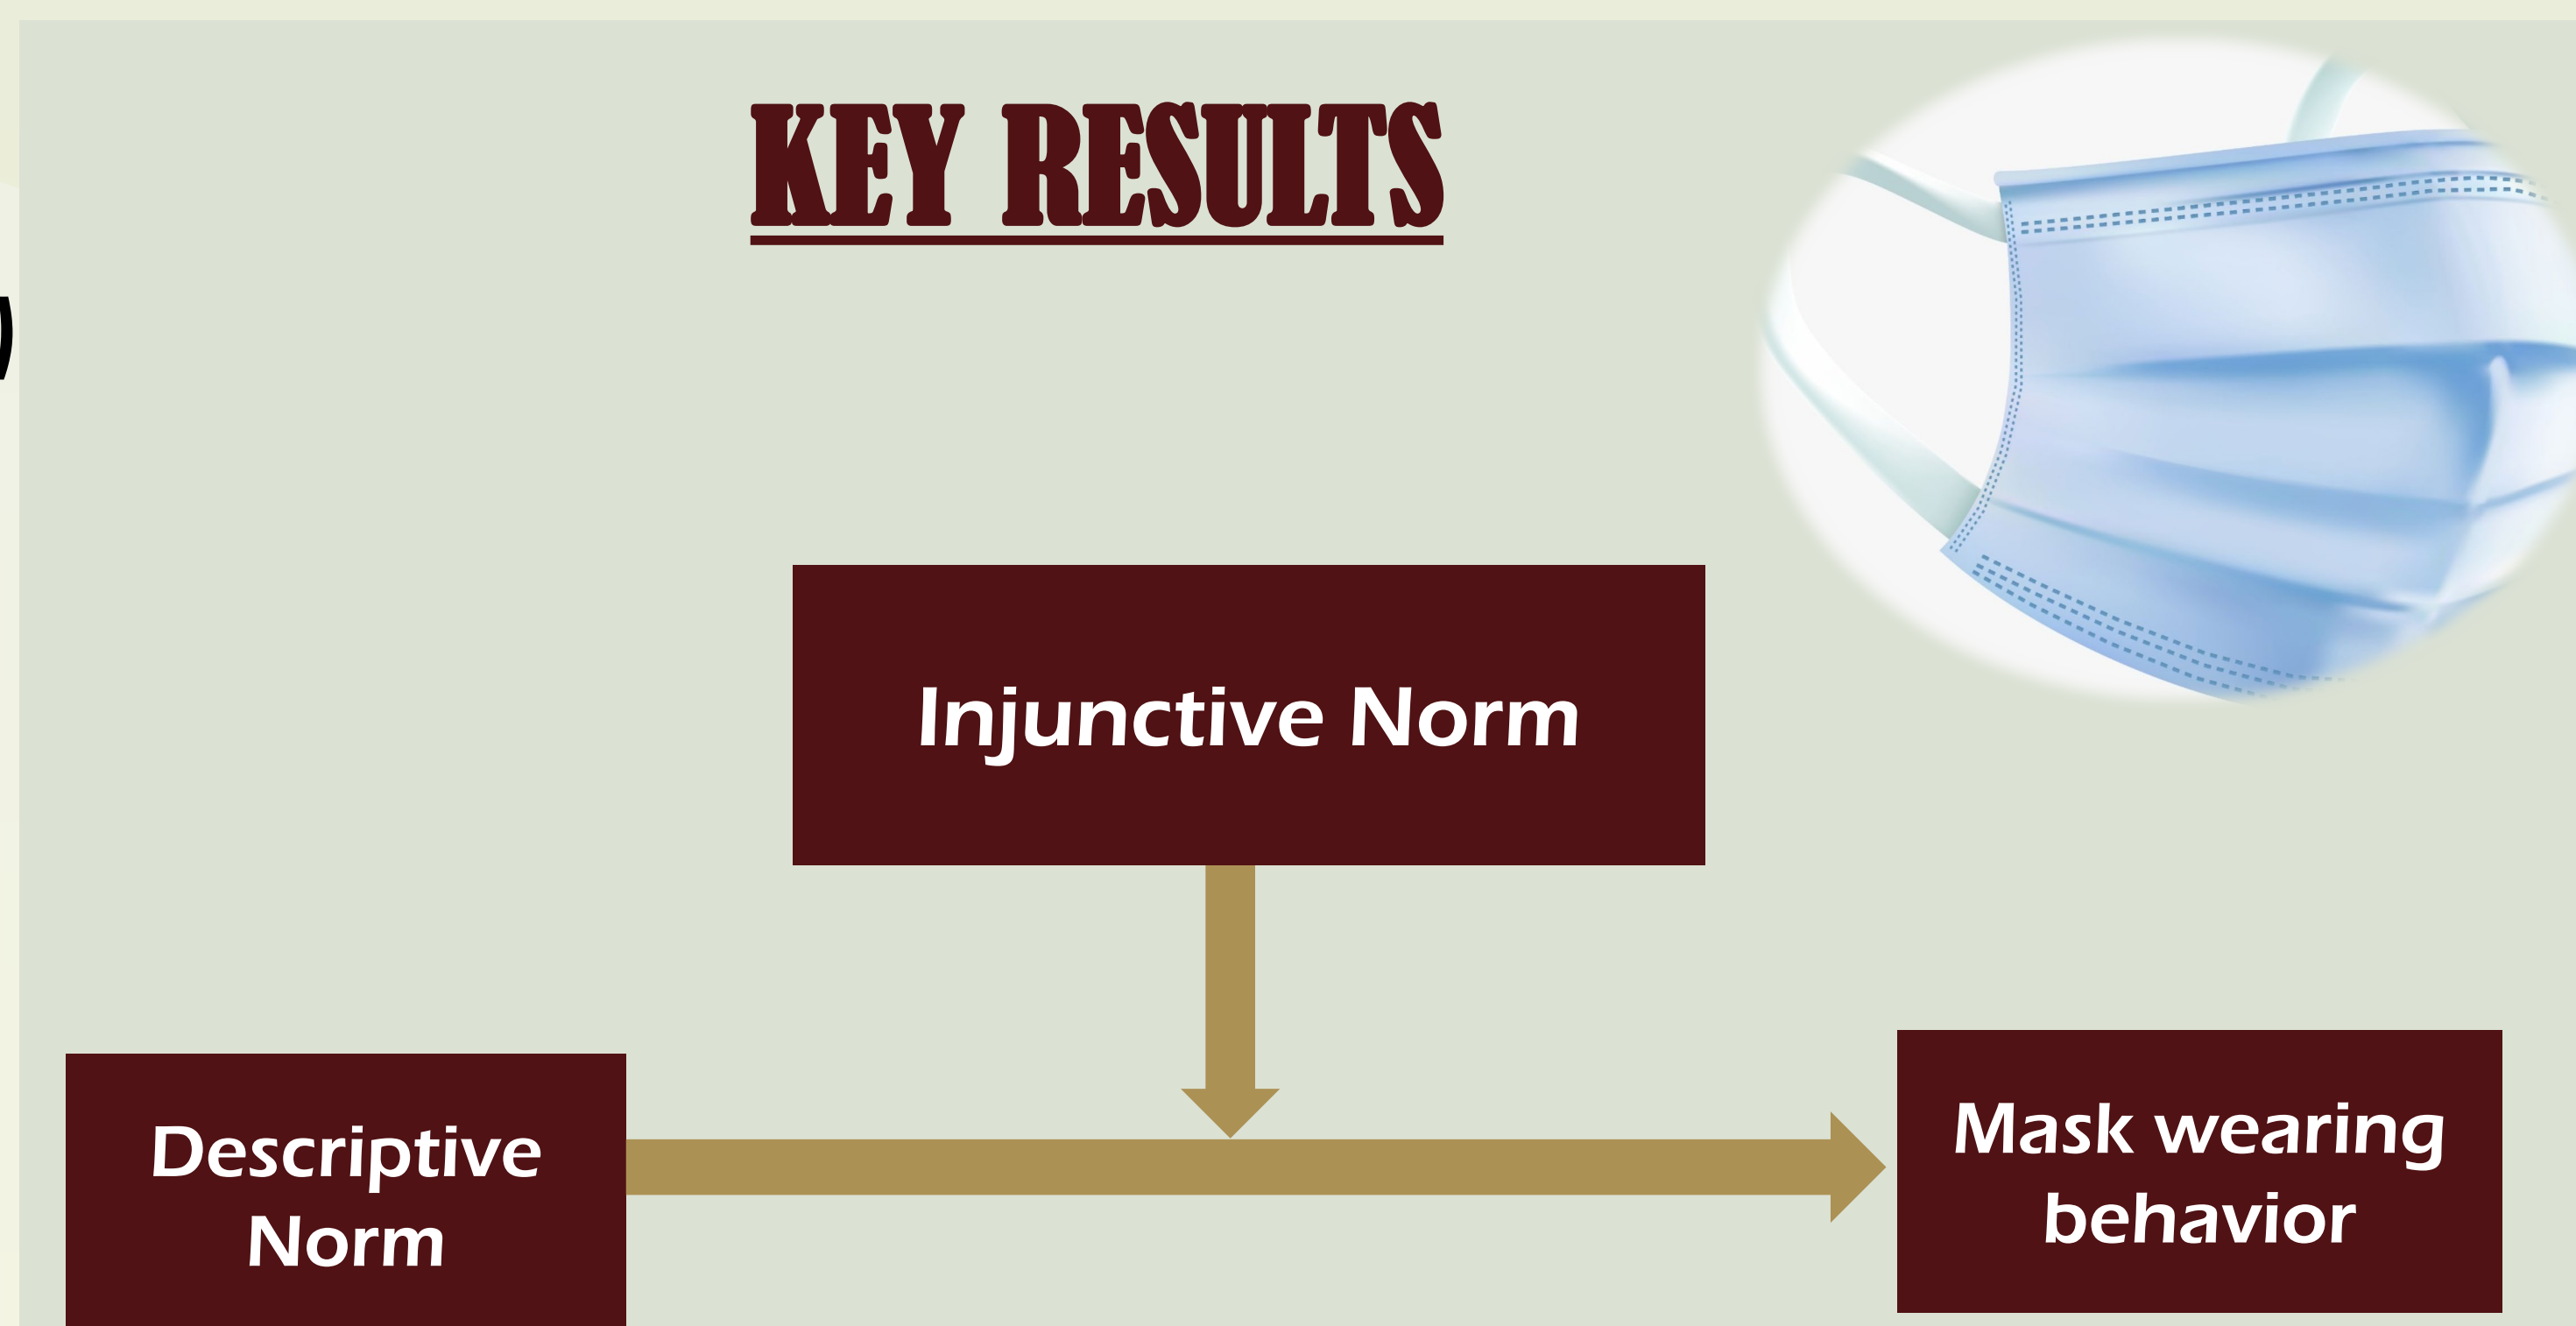 KEY RESULTS
)
Injunctive Norm
Descriptive
Norm
Mask wearing
behavior